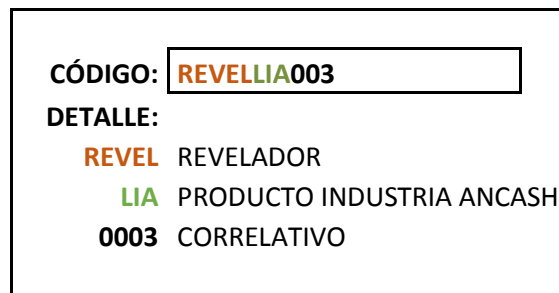 CÓDIGO: REVELLIA003
DETALLE:
REVEL REVELADOR
LIA PRODUCTO INDUSTRIA ANCASH
0003 CORRELATIVO